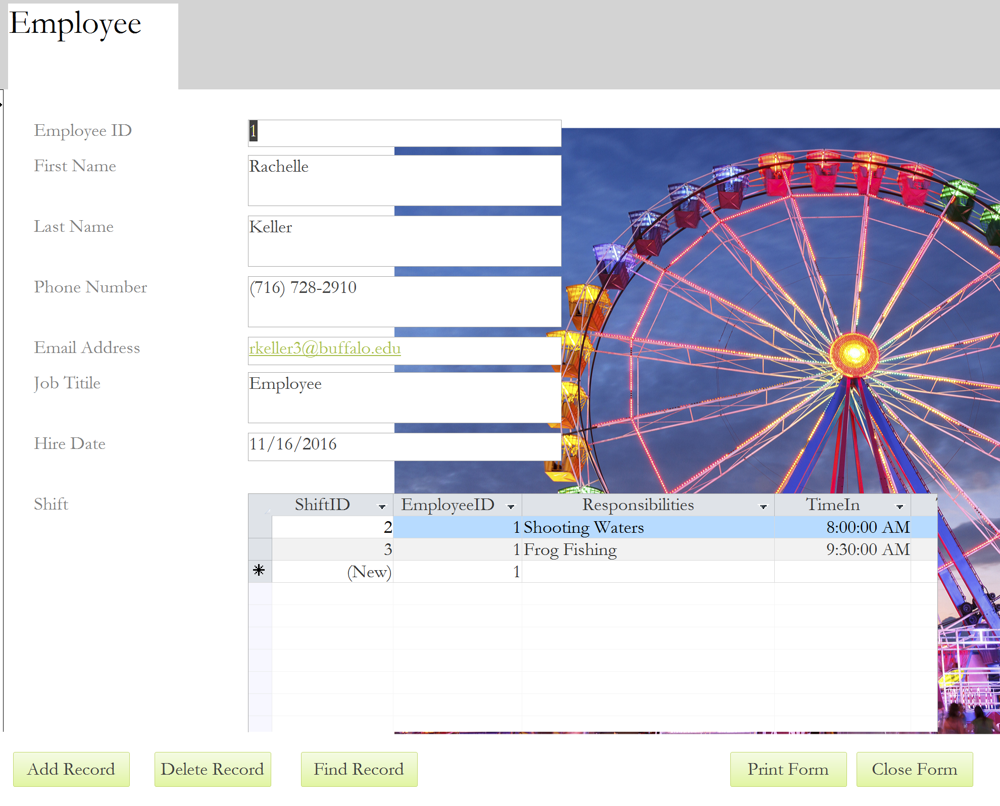 Employee
Employee ID 1
First Name Rachelle
Last Name Keller
Phone Number (716) 728-2910
Email Address rkeller3@buffalo.edu
Job Titile Employee
Hire Date 11/16/2016
Shift ShiftID EmployeeID Responsibilities TimeIn
2 1 Shooting Waters 8:00:00 AM
3 1 Frog Fishing 9:30:00 AM
(New) 1
Add Record Delete Record Find Record Print Form Close Form